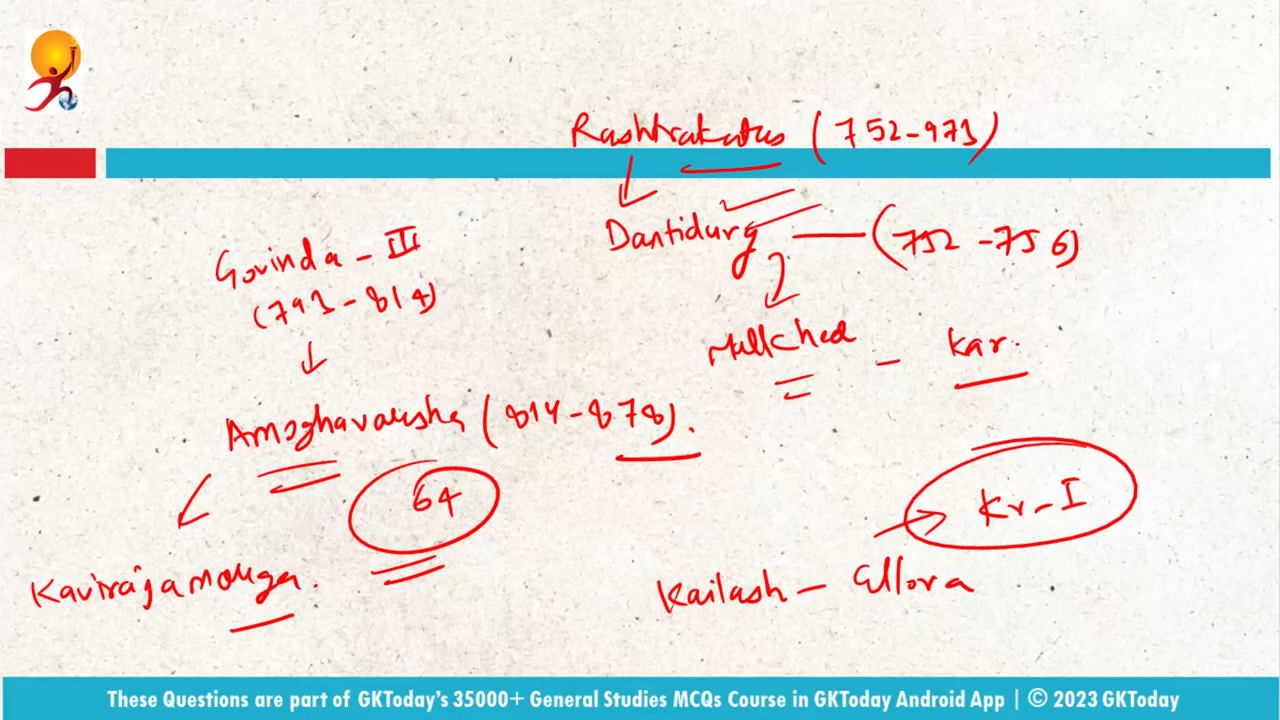 Rashtrakutas (752-973)
Dantidurg — (752-756)
Malkhed - Kar.
Kr-I
Kailash - Ellora
Govinda - III
(793-814)
Amoghavarsha (814-878).
64
Kavirajamarga.
These Questions are part of GKToday's 35000+ General Studies MCQs Course in GKToday Android App | © 2023 GKToday